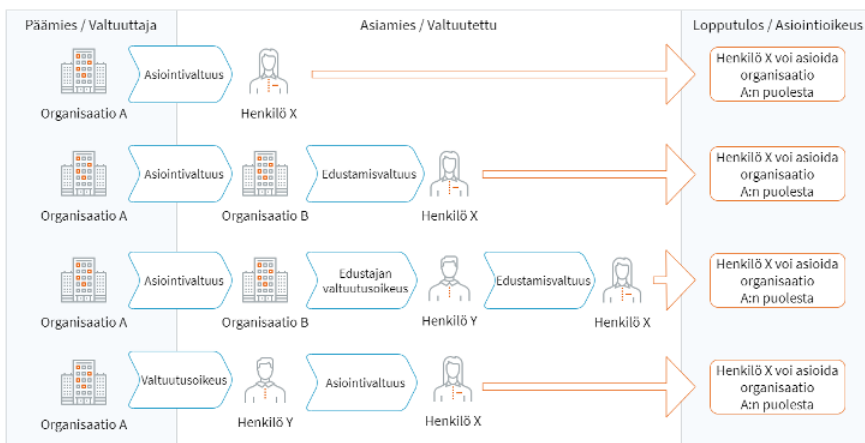 Päämies / Valtuuttaja
Asiamies / Valtuutettu
Lopputulos / Asiointioikeus
Organisaatio A
Asiointivaltuus
Henkilö X
Henkilö X voi asioida
organisaatio
A:n puolesta
Organisaatio A
Asiointivaltuus
Organisaatio B
Edustamisvaltuus
Henkilö X
Henkilö X voi asioida
organisaatio
A:n puolesta
Organisaatio A
Asiointivaltuus
Organisaatio B
Edustajan
valtuutusoikeus
Henkilö Y
Edustamisvaltuus
Henkilö X
Henkilö X voi asioida
organisaatio
A:n puolesta
Organisaatio A
Valtuutusoikeus
Henkilö Y
Asiointivaltuus
Henkilö X
Henkilö X voi asioida
organisaatio
A:n puolesta